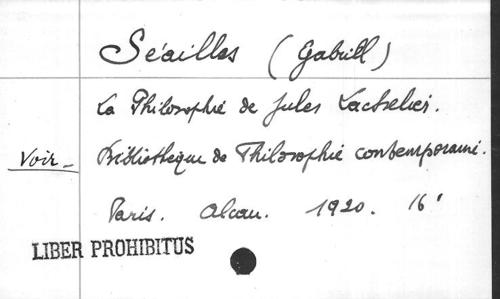 Séailles (Gabriel)
La Philosophie de Jules Lachelier.
Voir - Bibliothèque de Philosophie contemporaine.
Paris. Alcan. 1920. 16°
LIBER PROHIBITUS